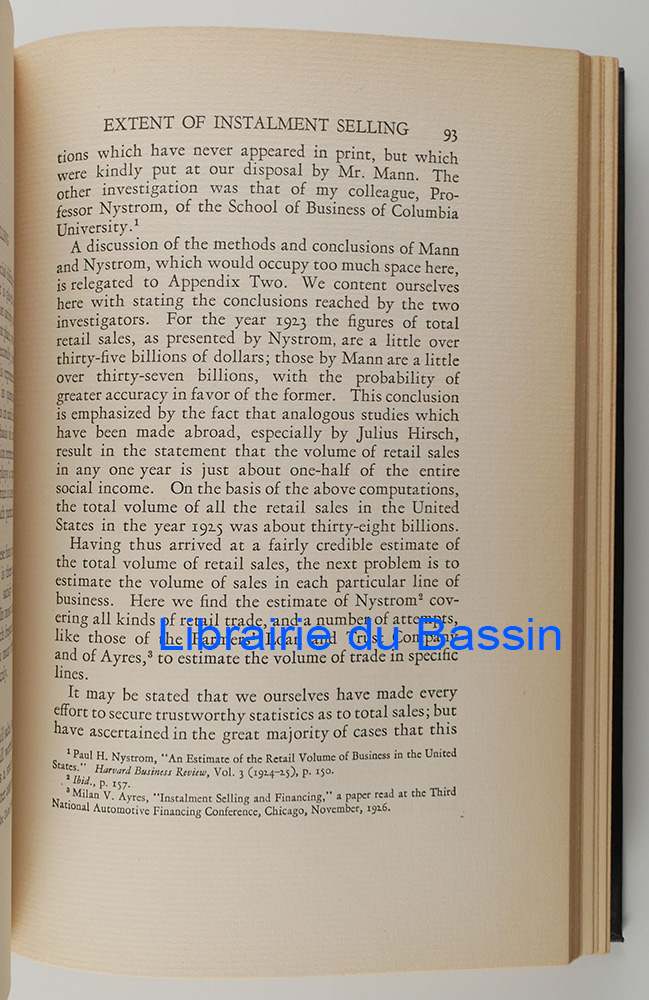 EXTENT OF INSTALMENT SELLING 93
tions which have never appeared in print, but which
were kindly put at our disposal by Mr. Mann. The
other investigation was that of my colleague, Pro-
fessor Nystrom, of the School of Business of Columbia
University.¹
A discussion of the methods and conclusions of Mann
and Nystrom, which would occupy too much space here,
is relegated to Appendix Two. We content ourselves
here with stating the conclusions reached by the two
investigators. For the year 1923 the figures of total
retail sales, as presented by Nystrom, are a little over
thirty-five billions of dollars; those by Mann are a little
over thirty-seven billions, with the probability of
greater accuracy in favor of the former. This conclusion
is emphasized by the fact that analogous studies which
have been made abroad, especially by Julius Hirsch,
result in the statement that the volume of retail sales
in any one year is just about one-half of the entire
social income. On the basis of the above computations,
the total volume of all the retail sales in the United
States in the year 1925 was about thirty-eight billions.
Having thus arrived at a fairly credible estimate of
the total volume of retail sales, the next problem is to
estimate the volume of sales in each particular line of
business. Here we find the estimate of Nystrom² cov-
ering all kinds of retail trade, and a number of attempts,
like those of the Farmers' Loan and Trust Company
and of Ayres,³ to estimate the volume of trade in specific
lines.
It may be stated that we ourselves have made every
effort to secure trustworthy statistics as to total sales; but
have ascertained in the great majority of cases that this
¹ Paul H. Nystrom, "An Estimate of the Retail Volume of Business in the United
States." Harvard Business Review, Vol. 3 (1924-25), p. 150.
² Ibid., p. 157.
³ Milan V. Ayres, "Instalment Selling and Financing," a paper read at the Third
National Automotive Financing Conference, Chicago, November, 1926.
Librairie du Bassin